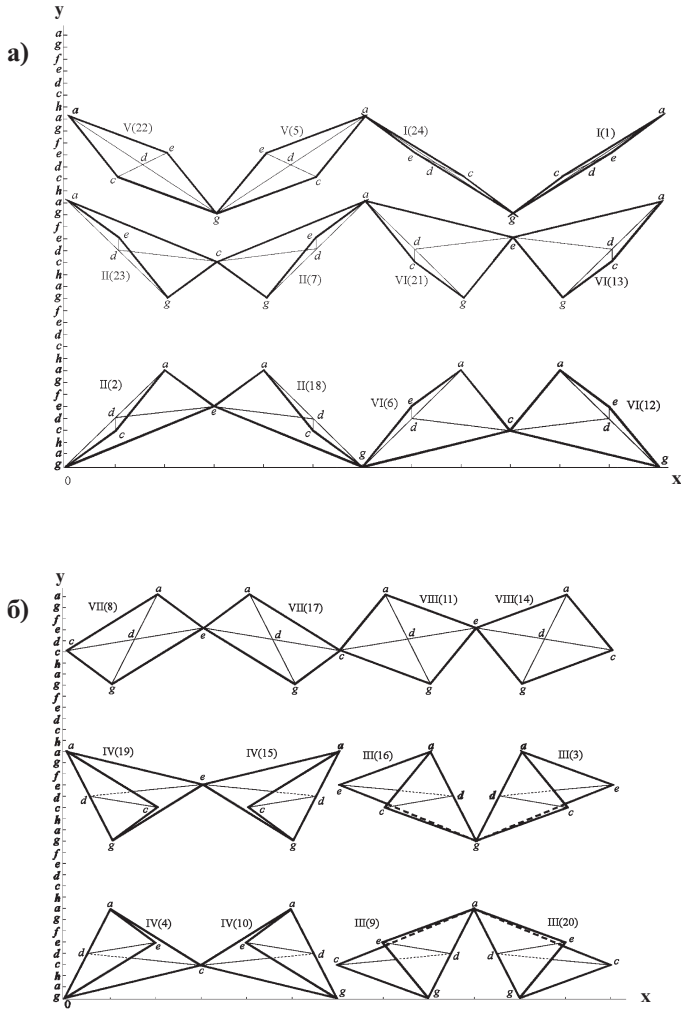 y
а)
a
g
f
e
d
c
h
a a a a
g V(22) V(5) I(24) I(1)
f
e e e e e
d d d d d
c c c c c
h
a a g a g a
g
f
e e e c e e
d d d d d
c II(23) II(7) c c
h VI(21) VI(13)
a
g g g g g
f
e
d
c
h
a a a a a
g II(2) II(18)
f
e e VI(6) e e VI(12)
d d d d d
c c c c
h
a
g g g
0 x
y
б)
a a a a a
g VII(8) VII(17) VIII(11) VIII(14)
f
e e e
d d d d d
c c c c
h
a
g g g g g
f
e
d
c
h
a a a a a
g IV(19) IV(15) III(16) III(3)
f
e e e e
d d d d d
c c c c c
h
a
g g g g
f
e
d
c
h
a a a a
g IV(4) IV(10) III(9) III(20)
f
e e e e e
d d d d d
c c c c
h
a
g g g g
0 x